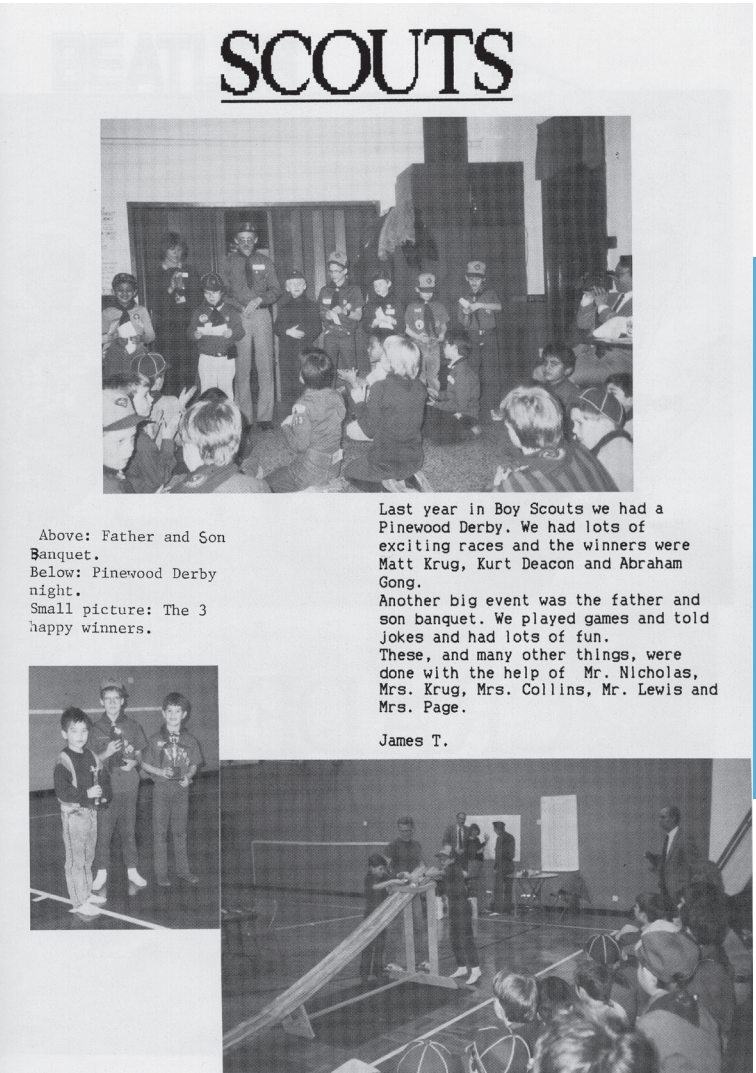 SCOUTS
Above: Father and Son
Banquet.
Below: Pinewood Derby
night.
Small picture: The 3
happy winners.
Last year in Boy Scouts we had a
Pinewood Derby. We had lots of
exciting races and the winners were
Matt Krug, Kurt Deacon and Abraham
Gong.
Another big event was the father and
son banquet. We played games and told
jokes and had lots of fun.
These, and many other things, were
done with the help of Mr. Nicholas,
Mrs. Krug, Mrs. Collins, Mr. Lewis and
Mrs. Page.
James T.